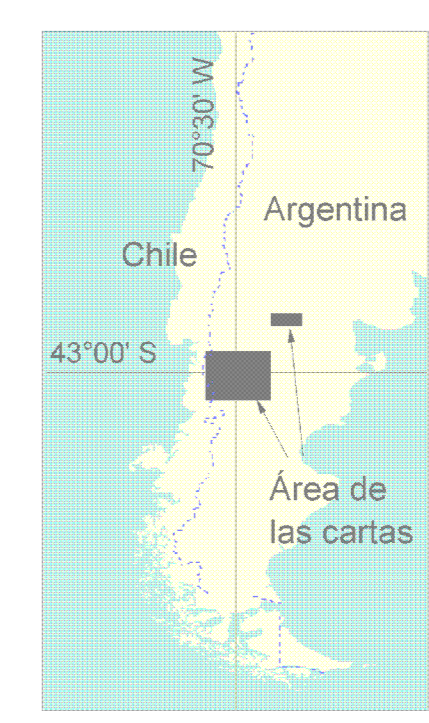 70°30' W
Argentina
Chile
43°00' S
Área de
las cartas